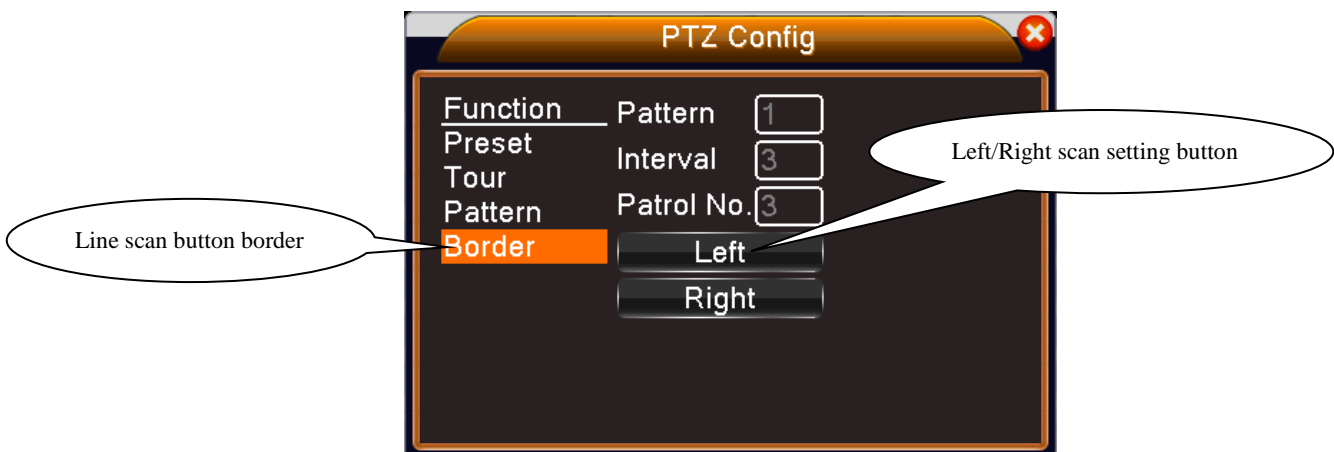 PTZ Config
Function
Preset
Tour
Pattern
Border
Pattern 1
Interval 3
Patrol No. 3
Left
Right
Line scan button border
Left/Right scan setting button